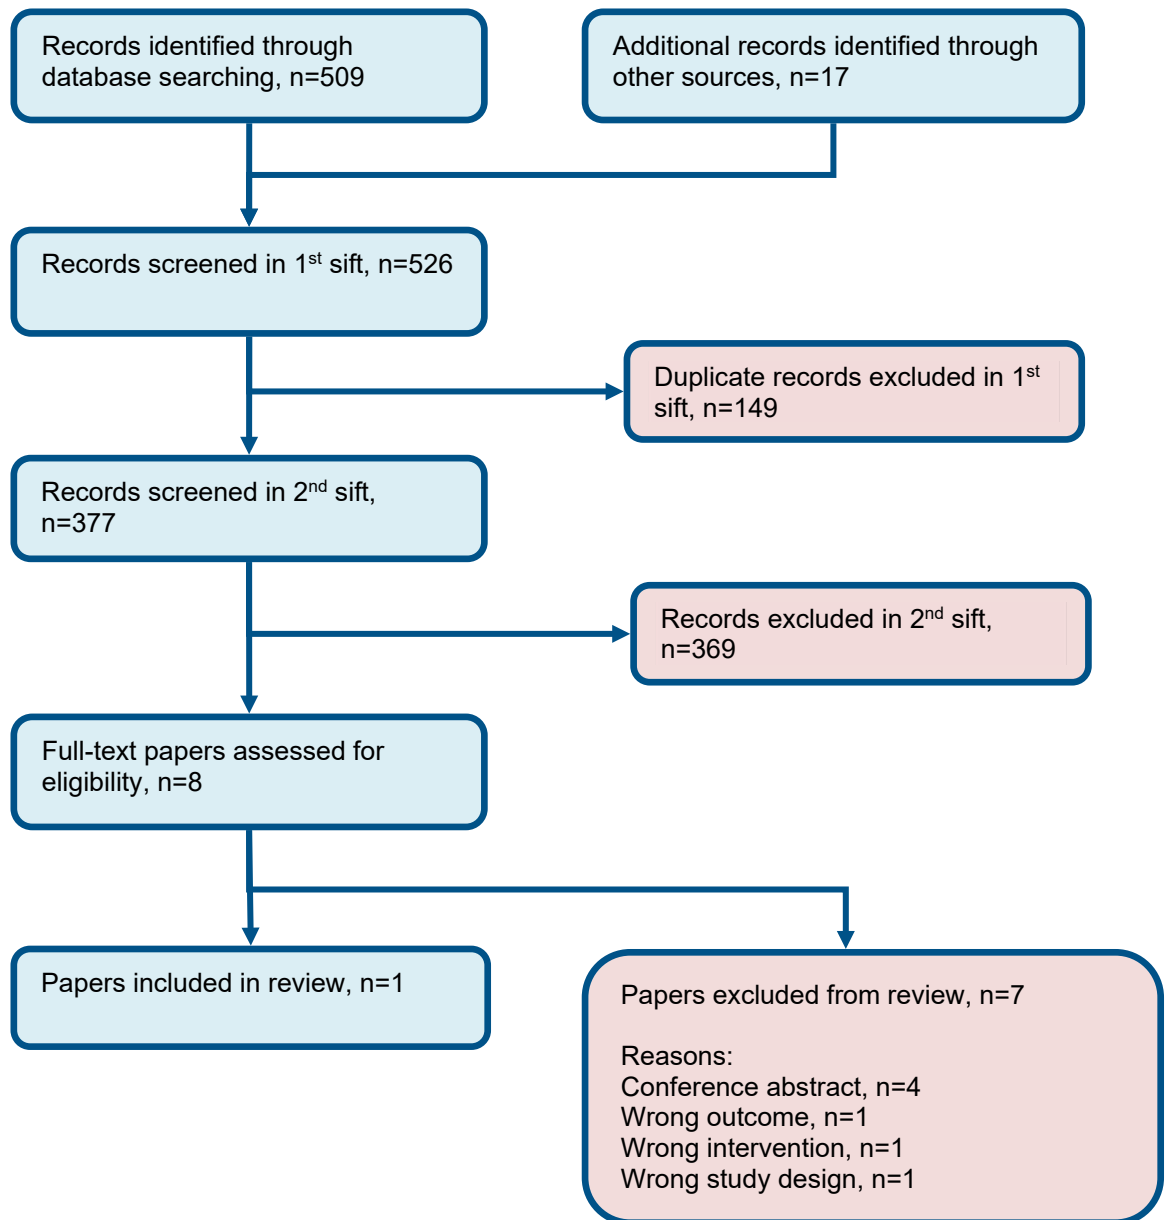 Records identified through
database searching, n=509
Additional records identified through
other sources, n=17
Records screened in 1st sift, n=526
Duplicate records excluded in 1st
sift, n=149
Records screened in 2nd sift,
n=377
Records excluded in 2nd sift,
n=369
Full-text papers assessed for
eligibility, n=8
Papers included in review, n=1
Papers excluded from review, n=7
Reasons:
Conference abstract, n=4
Wrong outcome, n=1
Wrong intervention, n=1
Wrong study design, n=1